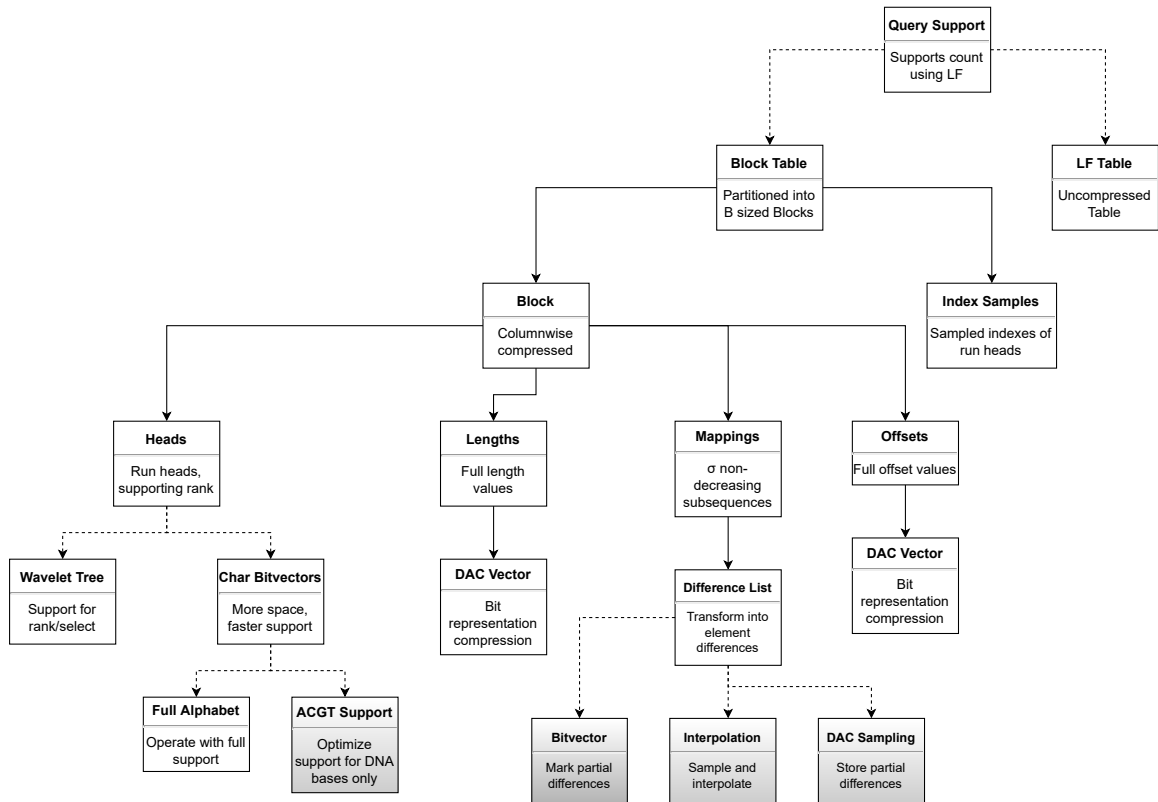 Query Support
Supports count
using LF
Block Table
Partitioned into
B sized Blocks
LF Table
Uncompressed
Table
Block
Columnwise
compressed
Index Samples
Sampled indexes of
run heads
Heads
Run heads,
supporting rank
Lengths
Full length
values
Mappings
σ non-
decreasing
subsequences
Offsets
Full offset values
Wavelet Tree
Support for
rank/select
Char Bitvectors
More space,
faster support
DAC Vector
Bit
representation
compression
Difference List
Transform into
element
differences
DAC Vector
Bit
representation
compression
Full Alphabet
Operate with full
support
ACGT Support
Optimize
support for DNA
bases only
Bitvector
Mark partial
differences
Interpolation
Sample and
interpolate
DAC Sampling
Store partial
differences